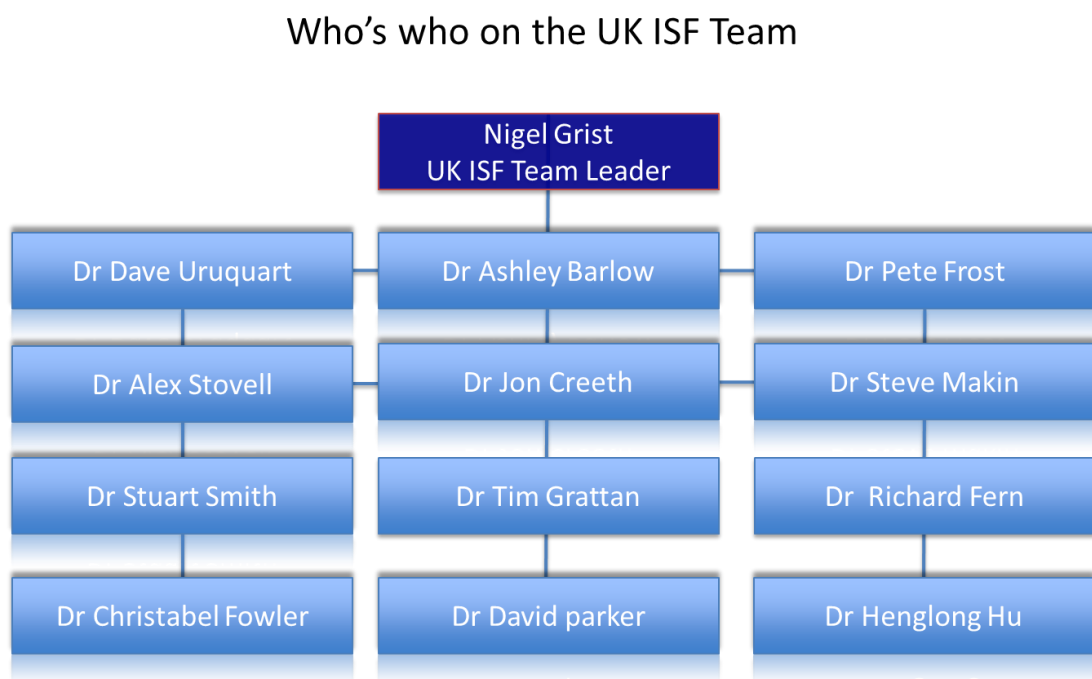 Who’s who on the UK ISF Team
Nigel Grist
UK ISF Team Leader
Dr Dave Uruquart
Dr Ashley Barlow
Dr Pete Frost
Dr Alex Stovell
Dr Jon Creeth
Dr Steve Makin
Dr Stuart Smith
Dr Tim Grattan
Dr Richard Fern
Dr Christabel Fowler
Dr David parker
Dr Henglong Hu